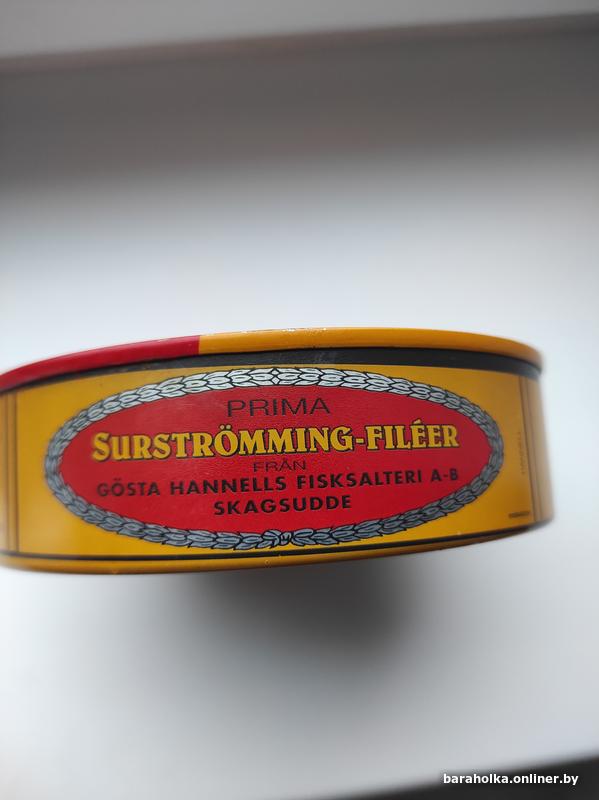 PRIMA
SURSTRÖMMING-FILÉER
FRÅN
GÖSTA HANNELLS FISKSALTERI A-B
SKAGSUDDE
baraholka.onliner.by